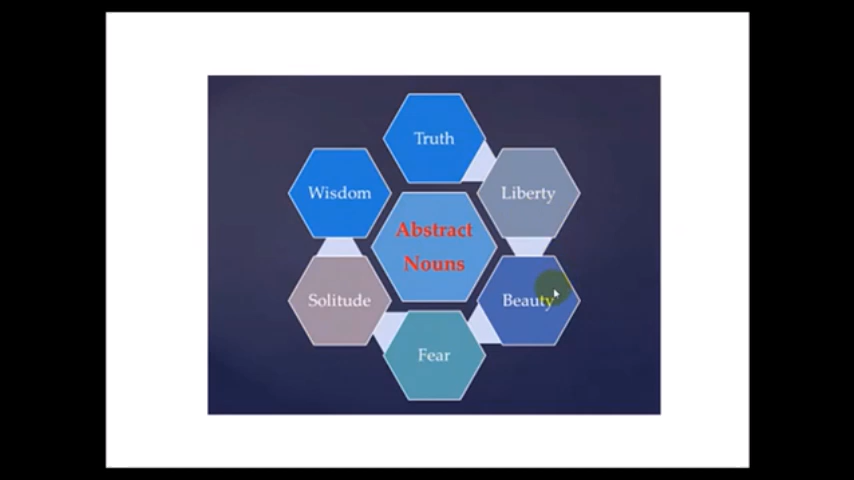 Truth
Wisdom
Liberty
Abstract
Nouns
Solitude
Beauty
Fear